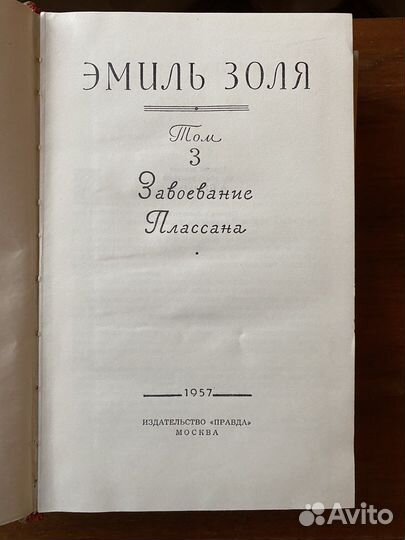 ЭМИЛЬ ЗОЛЯ
Том
3
Завоевание
Плассана
1957
ИЗДАТЕЛЬСТВО «ПРАВДА»
МОСКВА
Avito